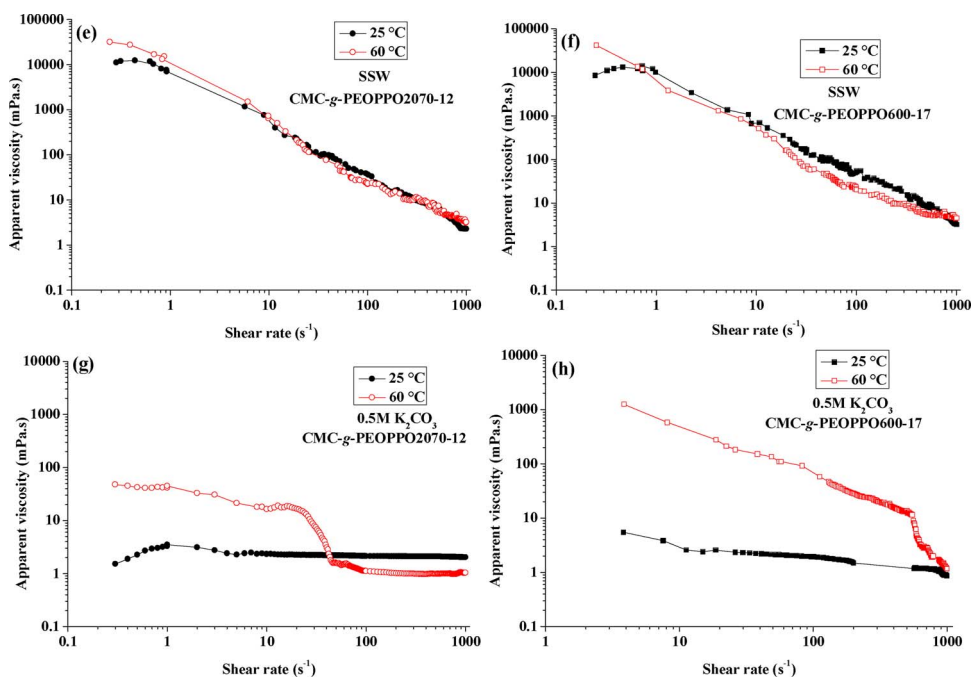 (e)
25 °C
60 °C
SSW
CMC-g-PEOPPO2070-12
Apparent viscosity (mPa.s)
100000
10000
1000
100
10
1
0.1
0.1
1
10
100
1000
Shear rate (s⁻¹)
(f)
25 °C
60 °C
SSW
CMC-g-PEOPPO600-17
Apparent viscosity (mPa.s)
100000
10000
1000
100
10
1
0.1
0.1
1
10
100
1000
Shear rate (s⁻¹)
(g)
25 °C
60 °C
0.5M K₂CO₃
CMC-g-PEOPPO2070-12
Apparent viscosity (mPa.s)
10000
1000
100
10
1
0.1
0.1
1
10
100
1000
Shear rate (s⁻¹)
(h)
25 °C
60 °C
0.5M K₂CO₃
CMC-g-PEOPPO600-17
Apparent viscosity (mPa.s)
10000
1000
100
10
1
0.1
1
10
100
1000
Shear rate (s⁻¹)